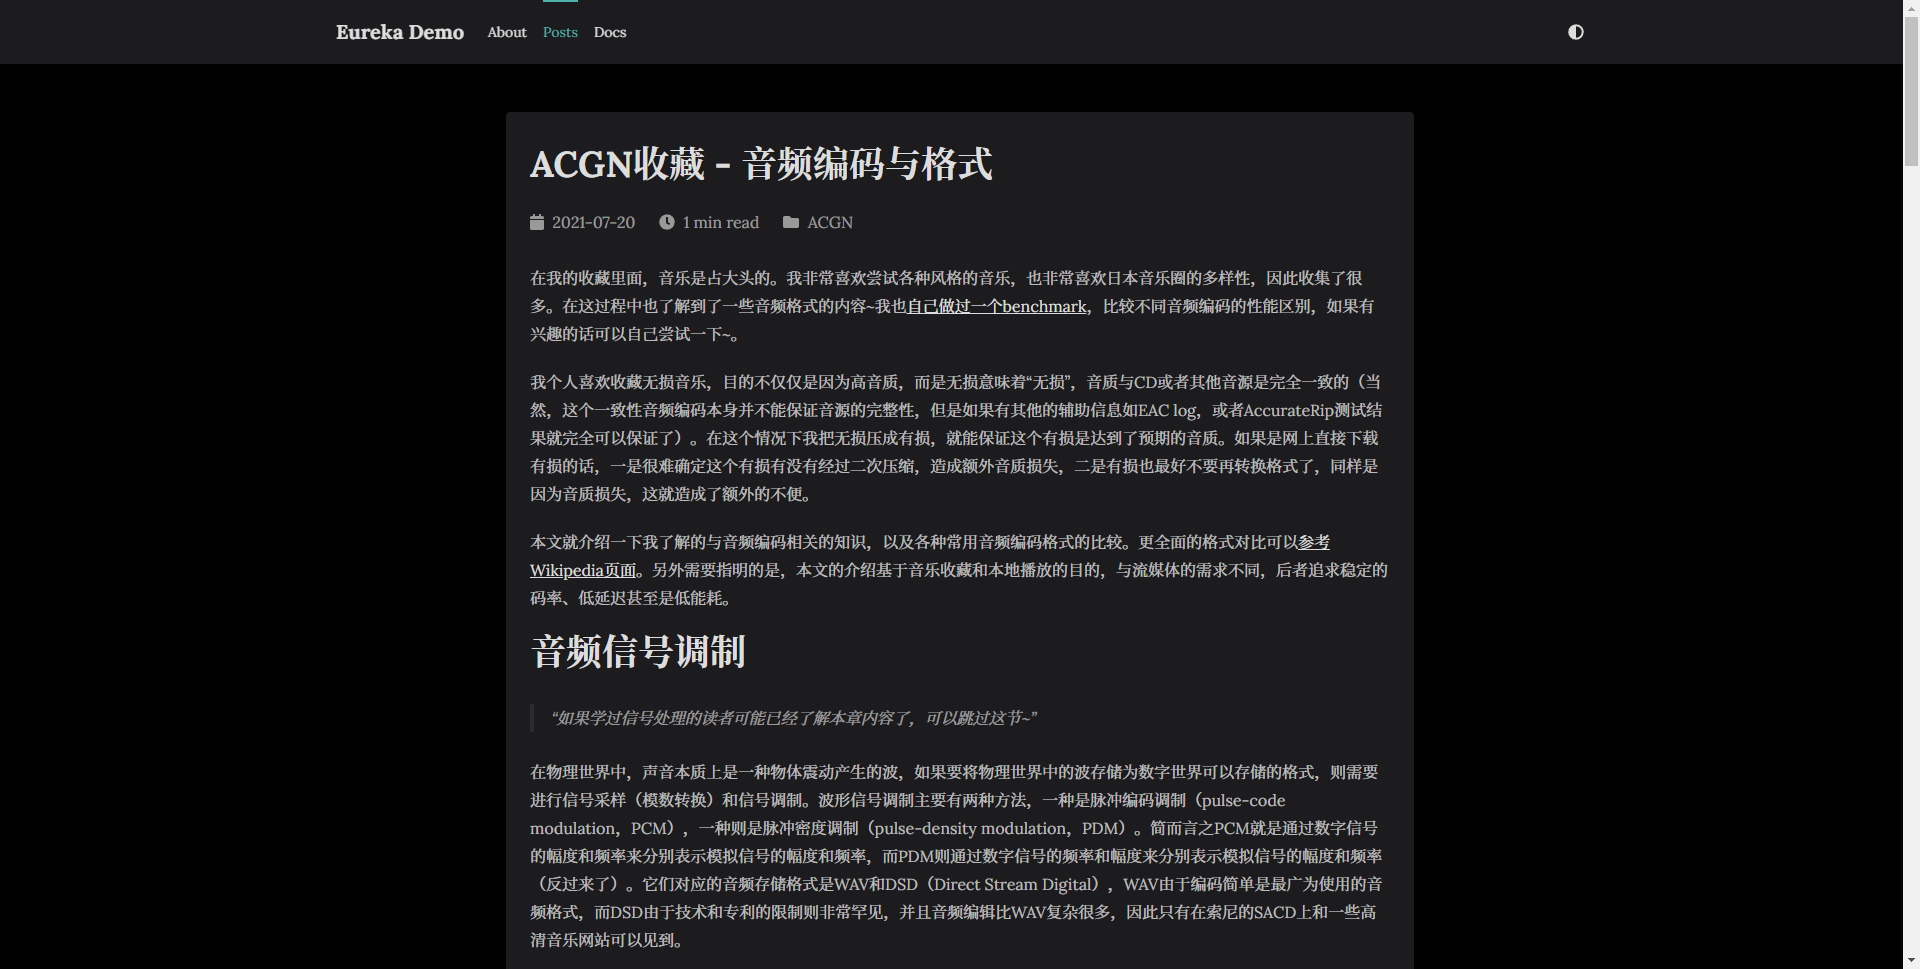 Eureka Demo About Posts Docs
ACGN收藏 - 音频编码与格式
2021-07-20 1 min read ACGN
在我的收藏里面，音乐是占大头的。我非常喜欢尝试各种风格的音乐，也非常喜欢日本音乐圈的多样性，因此收集了很
多。在这过程中也了解到了一些音频格式的内容~我也自己做过一个benchmark，比较不同音频编码的性能区别，如果有
兴趣的话可以自己尝试一下~。
我个人喜欢收藏无损音乐，目的不仅仅是因为高音质，而是无损意味着“无损”，音质与CD或者其他音源是完全一致的（当
然，这个一致性音频编码本身并不能保证音源的完整性，但是如果有其他的辅助信息如EAC log，或者AccurateRip测试结
果就完全可以保证了）。在这个情况下我把无损压成有损，就能保证这个有损是达到了预期的音质。如果是网上直接下载
有损的话，一是很难确定这个有损有没有经过二次压缩，造成额外音质损失，二是有损也最好不要再转换格式了，同样是
因为音质损失，这就造成了额外的不便。
本文就介绍一下我了解的与音频编码相关的知识，以及各种常用音频编码格式的比较。更全面的格式对比可以参考
Wikipedia页面。另外需要指明的是，本文的介绍基于音乐收藏和本地播放的目的，与流媒体的需求不同，后者追求稳定的
码率、低延迟甚至是低能耗。
音频信号调制
“如果学过信号处理的读者可能已经了解本章内容了，可以跳过这节~”
在物理世界中，声音本质上是一种物体震动产生的波，如果要将物理世界中的波存储为数字世界可以存储的格式，则需要
进行信号采样（模数转换）和信号调制。波形信号调制主要有两种方法，一种是脉冲编码调制（pulse-code
modulation，PCM），一种则是脉冲密度调制（pulse-density modulation，PDM）。简而言之PCM就是通过数字信号
的幅度和频率来分别表示模拟信号的幅度和频率，而PDM则通过数字信号的频率和幅度来分别表示模拟信号的幅度和频率
（反过来了）。它们对应的音频存储格式是WAV和DSD（Direct Stream Digital），WAV由于编码简单是最广为使用的音
频格式，而DSD由于技术和专利的限制则非常罕见，并且音频编辑比WAV复杂很多，因此只有在索尼的SACD上和一些高
清音乐网站可以见到。